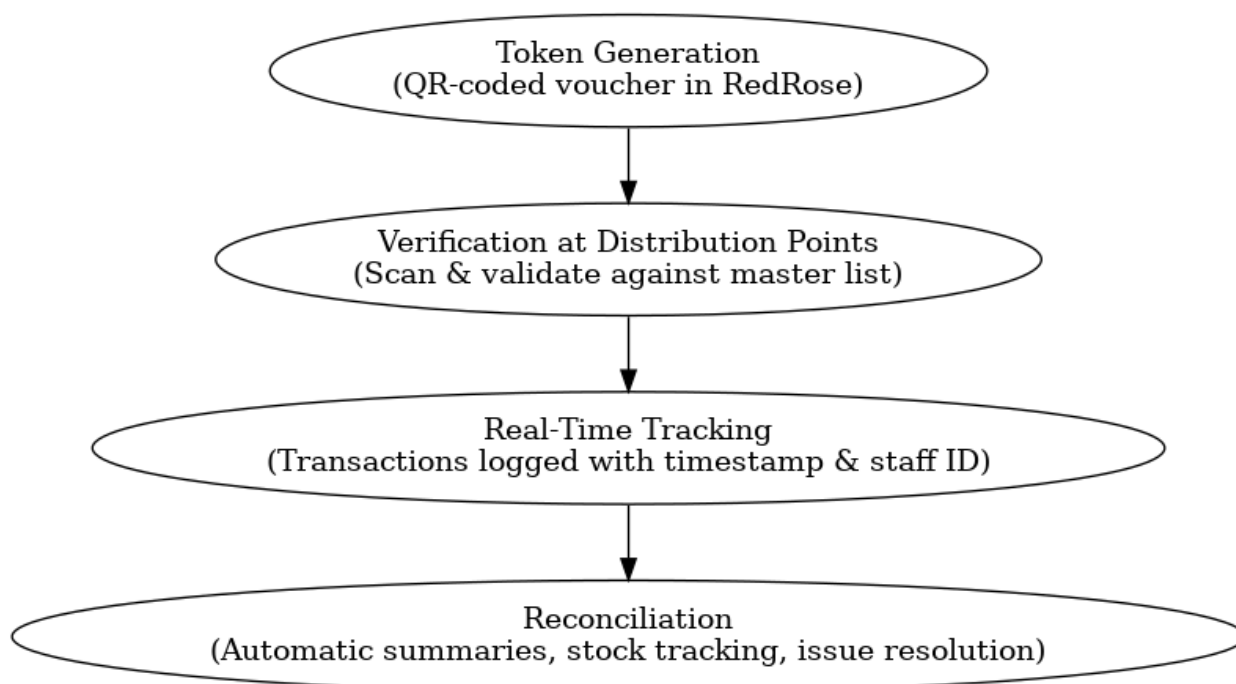 Token Generation
(QR-coded voucher in RedRose)
Verification at Distribution Points
(Scan & validate against master list)
Real-Time Tracking
(Transactions logged with timestamp & staff ID)
Reconciliation
(Automatic summaries, stock tracking, issue resolution)